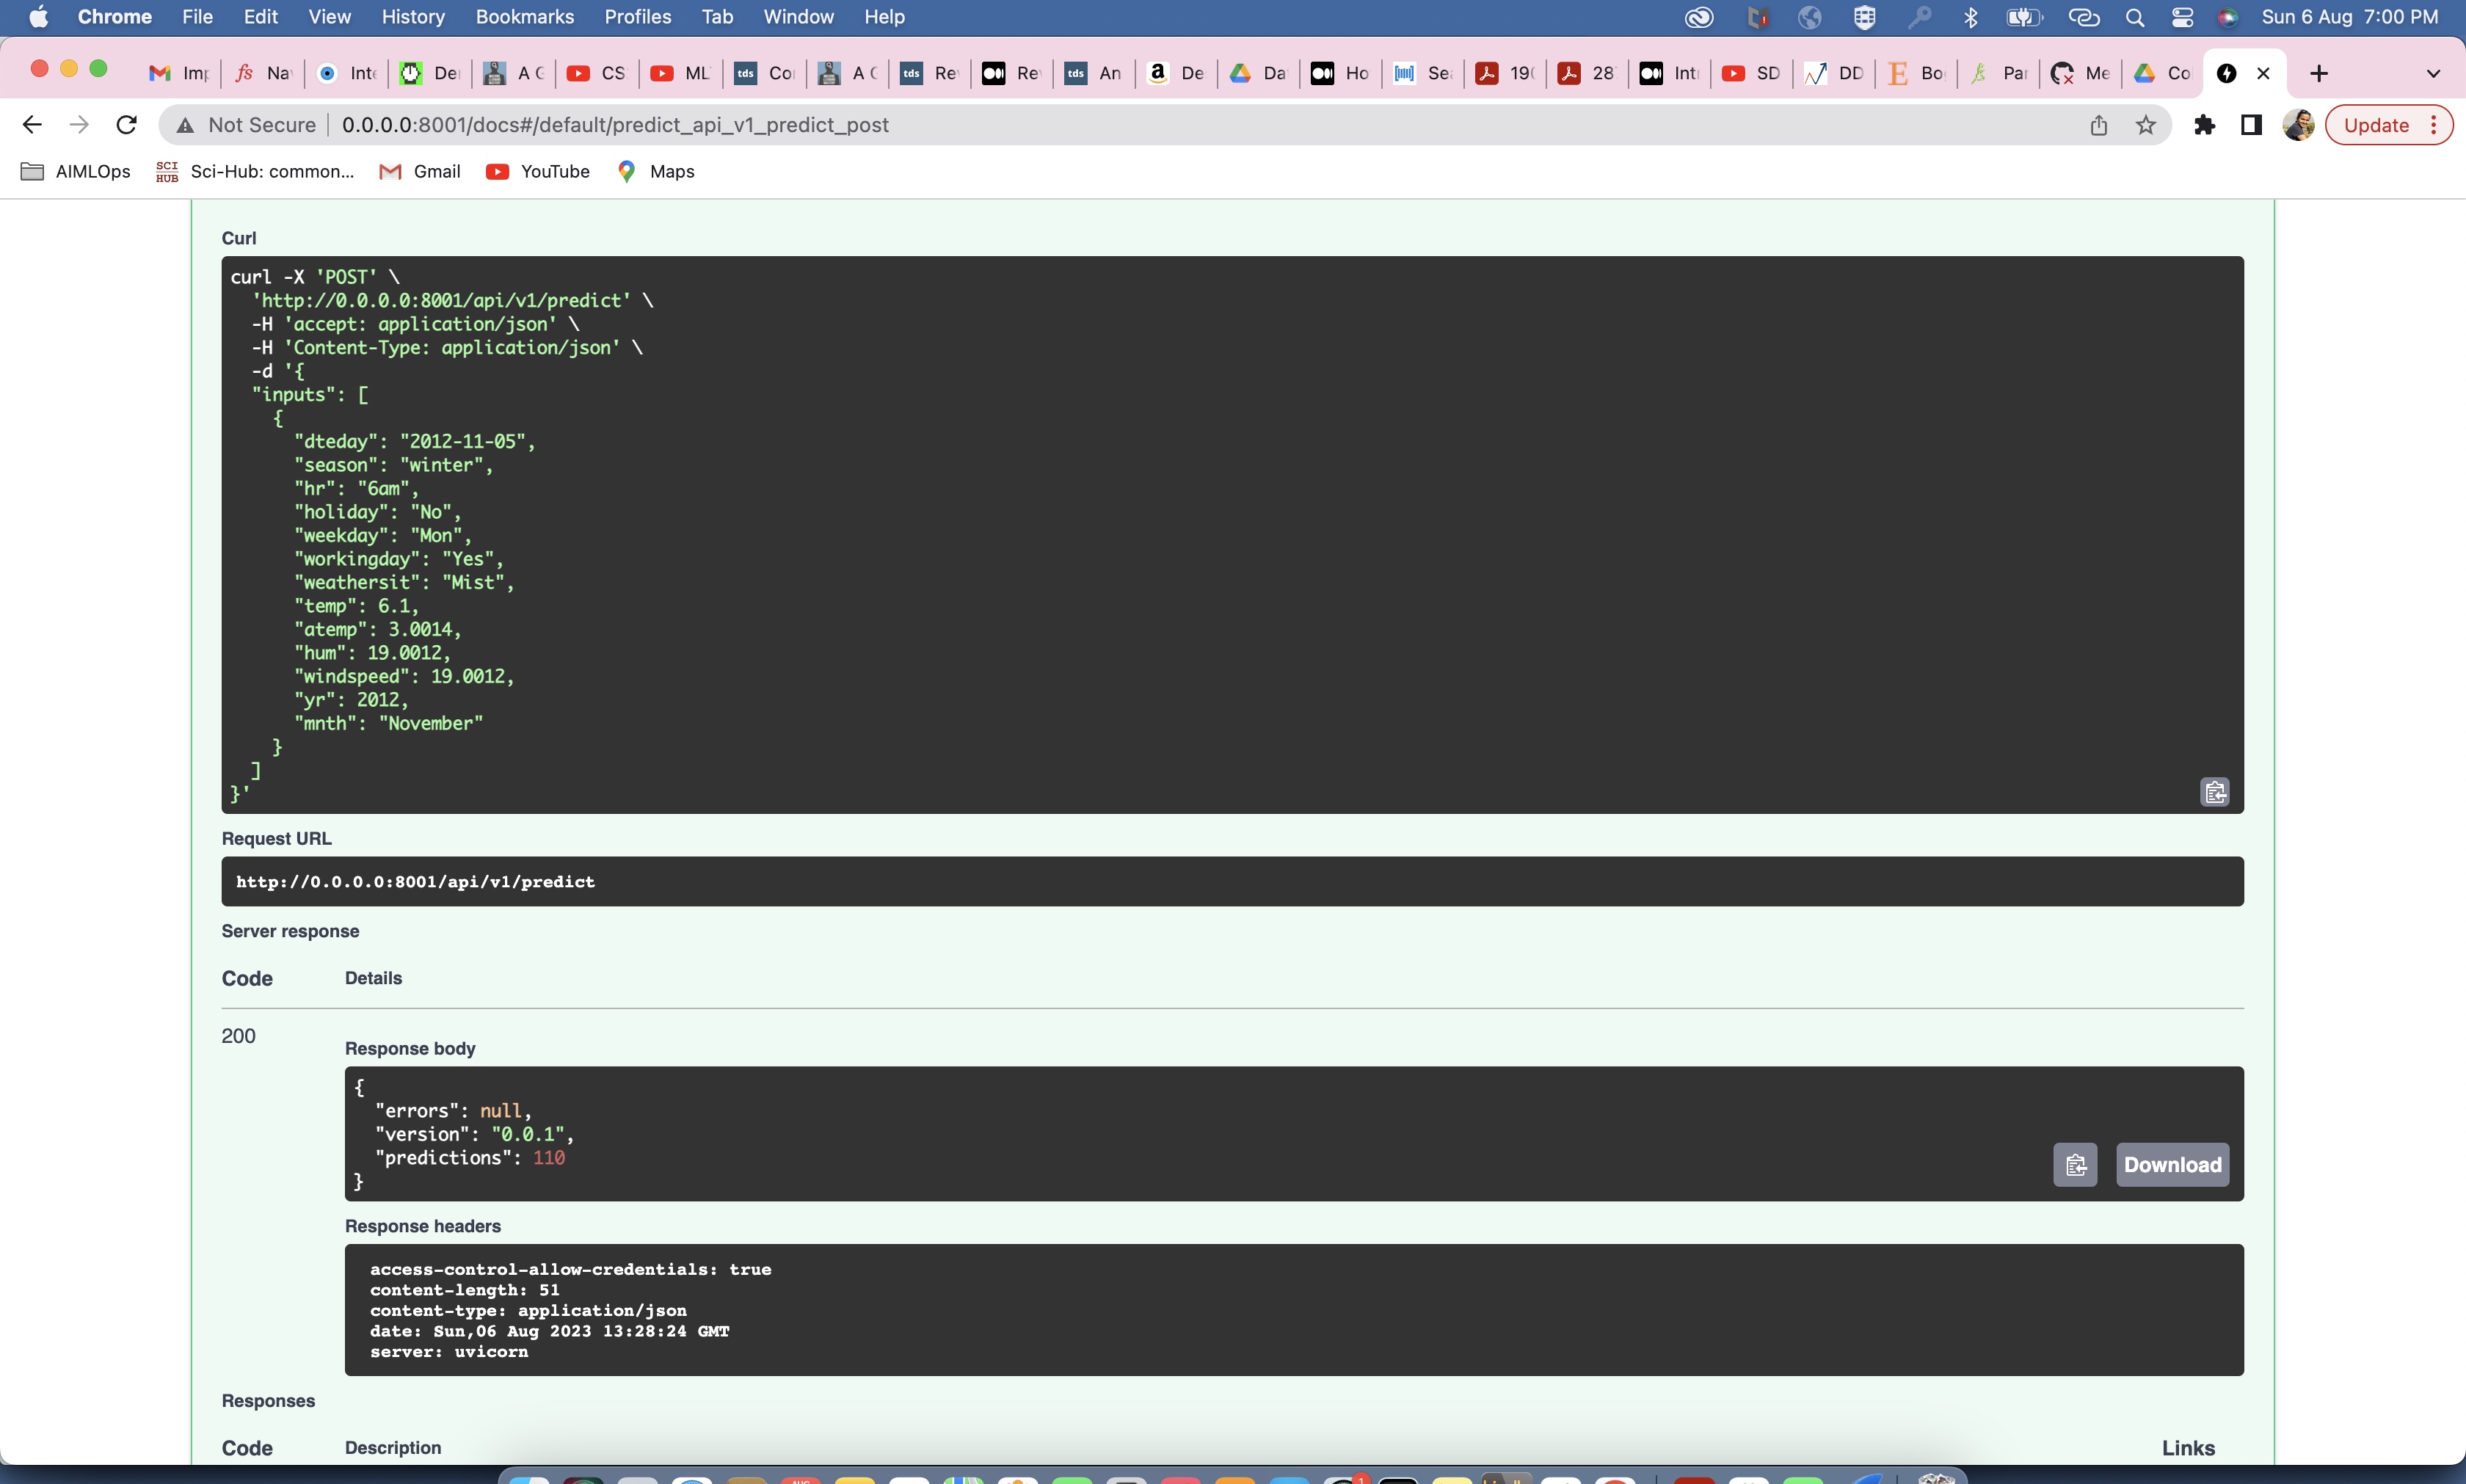 Chrome File Edit View History Bookmarks Profiles Tab Window Help Sun 6 Aug 7:00 PM
Imp Na Inte De A G CS ML Co A G Re Re An De Da Ho Se 19 28 Int SD DD Bo Par Me Co
Not Secure 0.0.0.0:8001/docs#/default/predict_api_v1_predict_post Update
AIMLOps SCI HUB Sci-Hub: common... Gmail YouTube Maps
Curl
curl -X 'POST' \
'http://0.0.0.0:8001/api/v1/predict' \
-H 'accept: application/json' \
-H 'Content-Type: application/json' \
-d '{
"inputs": [
{
"dteday": "2012-11-05",
"season": "winter",
"hr": "6am",
"holiday": "No",
"weekday": "Mon",
"workingday": "Yes",
"weathersit": "Mist",
"temp": 6.1,
"atemp": 3.0014,
"hum": 19.0012,
"windspeed": 19.0012,
"yr": 2012,
"mnth": "November"
}
]
}'
Request URL
http://0.0.0.0:8001/api/v1/predict
Server response
Code Details
200
Response body
{
"errors": null,
"version": "0.0.1",
"predictions": 110
}
Download
Response headers
access-control-allow-credentials: true
content-length: 51
content-type: application/json
date: Sun,06 Aug 2023 13:28:24 GMT
server: uvicorn
Responses
Code Description Links